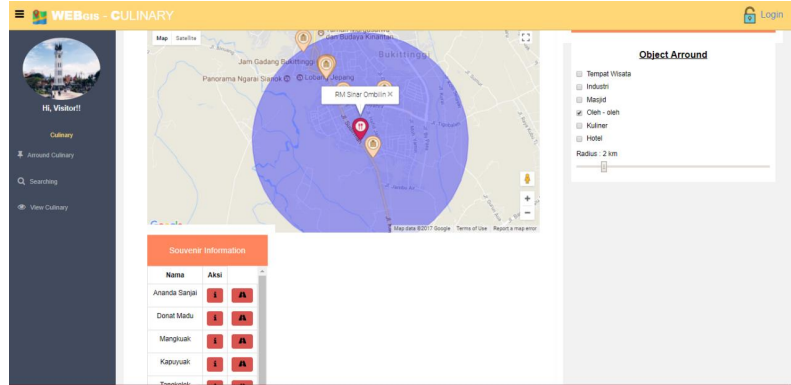 WEBGIS - CULINARY
Login
Hi, Visitor!!
Culinary
Arround Culinary
Searching
View Culinary
Map Satellite
dan Budaya Kinantan
Jam Gadang Bukittinggi
Bukittinggi
Panorama Ngarai Sianok
Lobang Jepang
RM Sinar Ombilin
Map data ©2017 Google Terms of Use Report a map error
Object Arround
Tempat Wisata
Industri
Masjid
Oleh - oleh
Kuliner
Hotel
Radius : 2 km
Souvenir Information
Nama Aksi
Ananda Sanjai
Donat Madu
Mangkuak
Kapuyuak